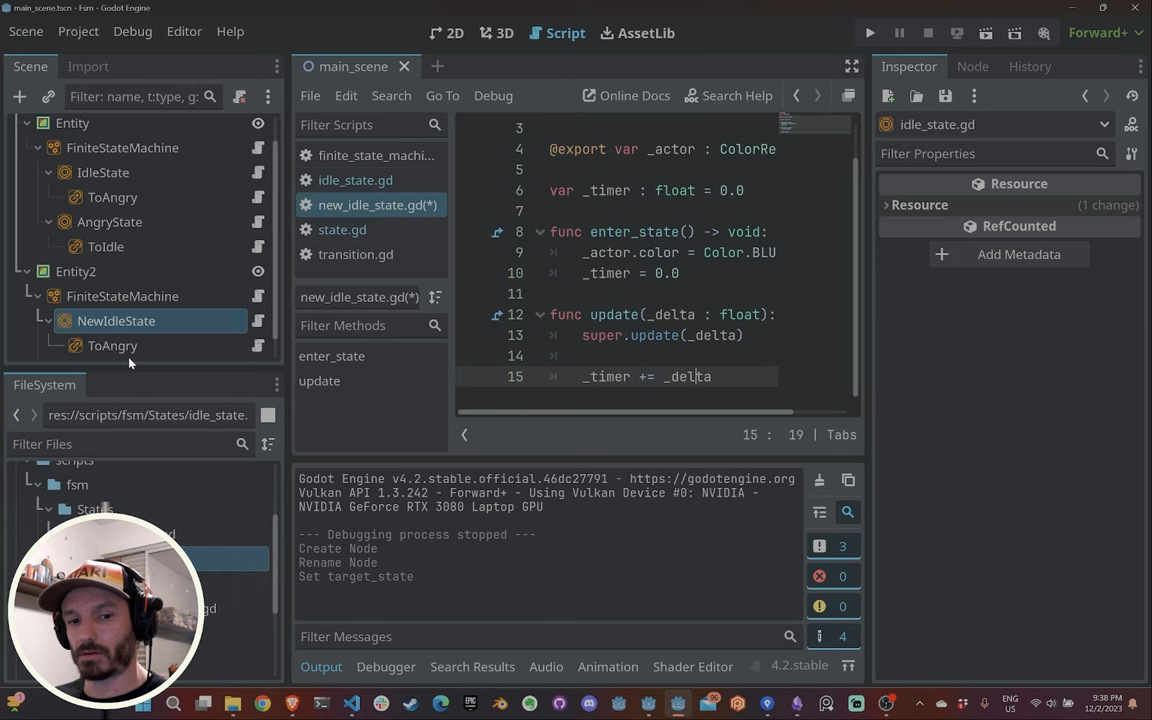 main_scene.tscn - Fsm - Godot Engine
Scene Project Debug Editor Help
2D 3D Script AssetLib
Forward+
Scene Import
Filter: name, t:type, g:
Entity
FiniteStateMachine
IdleState
ToAngry
AngryState
ToIdle
Entity2
FiniteStateMachine
NewIdleState
ToAngry
FileSystem
res://scripts/fsm/States/idle_state.
Filter Files
scripts
fsm
main_scene
File Edit Search Go To Debug
Online Docs Search Help
Filter Scripts
finite_state_machi...
idle_state.gd
new_idle_state.gd(*)
state.gd
transition.gd
new_idle_state.gd(*)
Filter Methods
enter_state
update
3
4 @export var _actor : ColorRe
5
6 var _timer : float = 0.0
7
8 func enter_state() -> void:
9 _actor.color = Color.BLU
10 _timer = 0.0
11
12 func update(_delta : float):
13 super.update(_delta)
14
15 _timer += _delta
15 : 19 | Tabs
Godot Engine v4.2.stable.official.46dc27791 - https://godotengine.org
Vulkan API 1.3.242 - Forward+ - Using Vulkan Device #0: NVIDIA -
NVIDIA GeForce RTX 3080 Laptop GPU
--- Debugging process stopped ---
Create Node
Rename Node
Set target_state
3
0
0
4
Filter Messages
Output Debugger Search Results Audio Animation Shader Editor 4.2.stable
Inspector Node History
idle_state.gd
Filter Properties
Resource
Resource (1 change)
RefCounted
Add Metadata
ENG
US
9:38 PM
12/2/2023